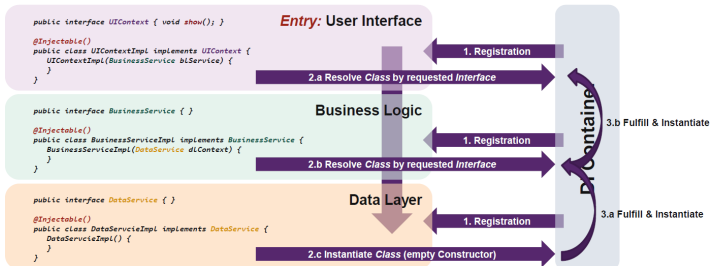 public interface UIContext { void show(); }
Entry: User Interface
@Injectable()
public class UIContextImpl implements UIContext {
UIContextImpl(BusinessService blService) {
}
}
1. Registration
2.a Resolve Class by requested Interface
public interface BusinessService { }
Business Logic
@Injectable()
public class BusinessServiceImpl implements BusinessService {
BusinessServiceImpl(DataService dlContext) {
}
}
1. Registration
2.b Resolve Class by requested Interface
public interface DataService { }
Data Layer
@Injectable()
public class DataServcieImpl implements DataService {
DataServcieImpl() {
}
}
1. Registration
2.c Instantiate Class (empty Constructor)
DI Container
3.b Fulfill & Instantiate
3.a Fulfill & Instantiate